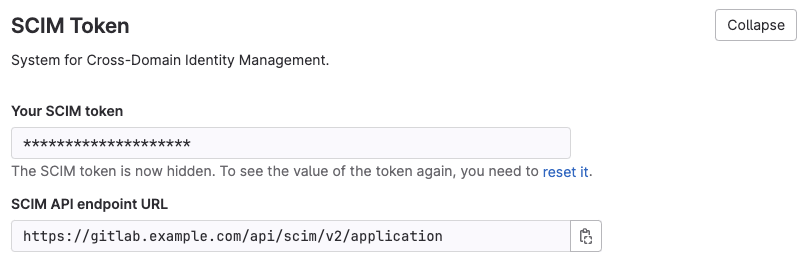 SCIM Token
Collapse
System for Cross-Domain Identity Management.
Your SCIM token
********************
The SCIM token is now hidden. To see the value of the token again, you need to reset it.
SCIM API endpoint URL
https://gitlab.example.com/api/scim/v2/application